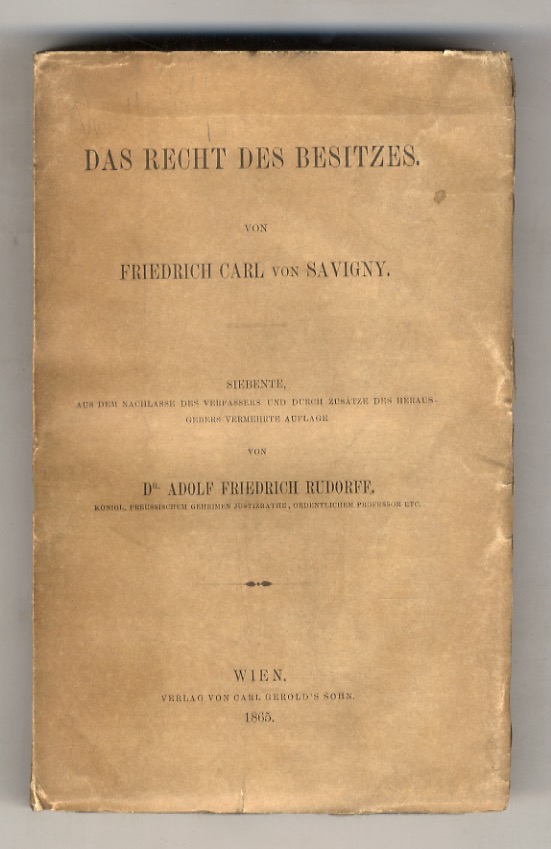 DAS RECHT DES BESITZES.
VON
FRIEDRICH CARL VON SAVIGNY.
SIEBENTE,
AUS DEM NACHLASSE DES VERFASSERS UND DURCH ZUSÄTZE DES HERAUS-
GEBERS VERMEHRTE AUFLAGE
VON
DR. ADOLF FRIEDRICH RUDORFF,
KÖNIGL. PREUSSISCHEM GEHEIMEN JUSTIZRATHE, ORDENTLICHEM PROFESSOR ETC.
WIEN.
VERLAG VON CARL GEROLD'S SOHN.
1865.